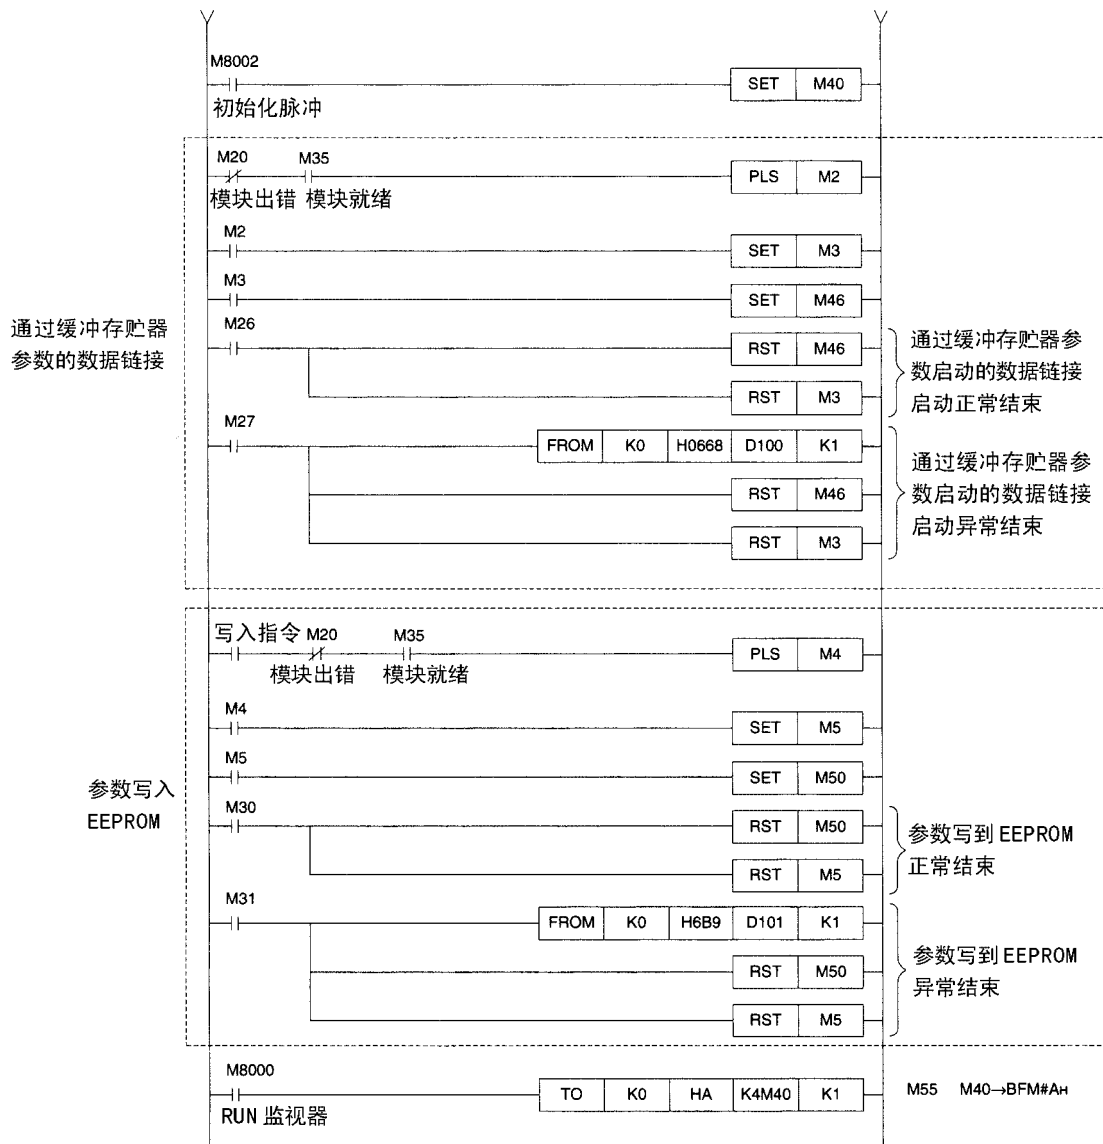 M8002
SET M40
初始化脉冲
M20 M35
PLS M2
模块出错 模块就绪
M2
SET M3
M3
SET M46
通过缓冲存贮器
参数的数据链接
M26
RST M46
RST M3
通过缓冲存贮器参
数启动的数据链接
启动正常结束
M27
FROM K0 H0668 D100 K1
RST M46
RST M3
通过缓冲存贮器参
数启动的数据链接
启动异常结束
写入指令 M20 M35
PLS M4
模块出错 模块就绪
M4
SET M5
M5
SET M50
参数写入
EEPROM
M30
RST M50
RST M5
参数写到 EEPROM
正常结束
M31
FROM K0 H6B9 D101 K1
RST M50
RST M5
参数写到 EEPROM
异常结束
M8000
TO K0 HA K4M40 K1
M55 M40→BFM#AH
RUN 监视器